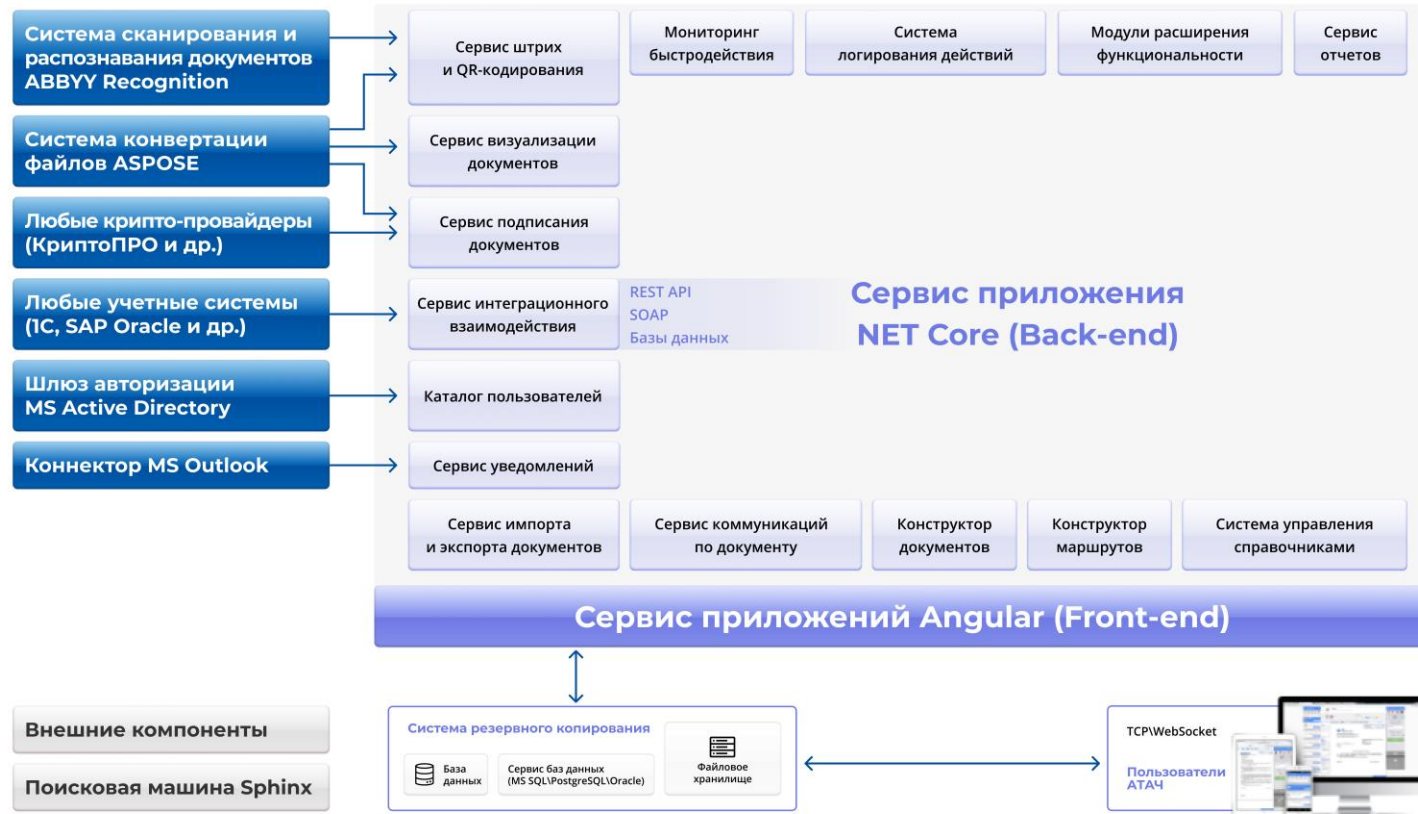 Система сканирования и
распознавания документов
ABBYY Recognition
Система конвертации
файлов ASPOSE
Любые крипто-провайдеры
(КриптоПРО и др.)
Любые учетные системы
(1С, SAP Oracle и др.)
Шлюз авторизации
MS Active Directory
Коннектор MS Outlook
Внешние компоненты
Поисковая машина Sphinx
Сервис штрих
и QR-кодирования
Мониторинг
быстродействия
Система
логирования действий
Модули расширения
функциональности
Сервис
отчетов
Сервис визуализации
документов
Сервис подписания
документов
Сервис интеграционного
взаимодействия
REST API
SOAP
Базы данных
Сервис приложения
NET Core (Back-end)
Каталог пользователей
Сервис уведомлений
Сервис импорта
и экспорта документов
Сервис коммуникаций
по документу
Конструктор
документов
Конструктор
маршрутов
Система управления
справочниками
Сервис приложений Angular (Front-end)
Система резервного копирования
База
данных
Сервис баз данных
(MS SQL\PostgreSQL\Oracle)
Файловое
хранилище
TCP\WebSocket
Пользователи
АТАЧ